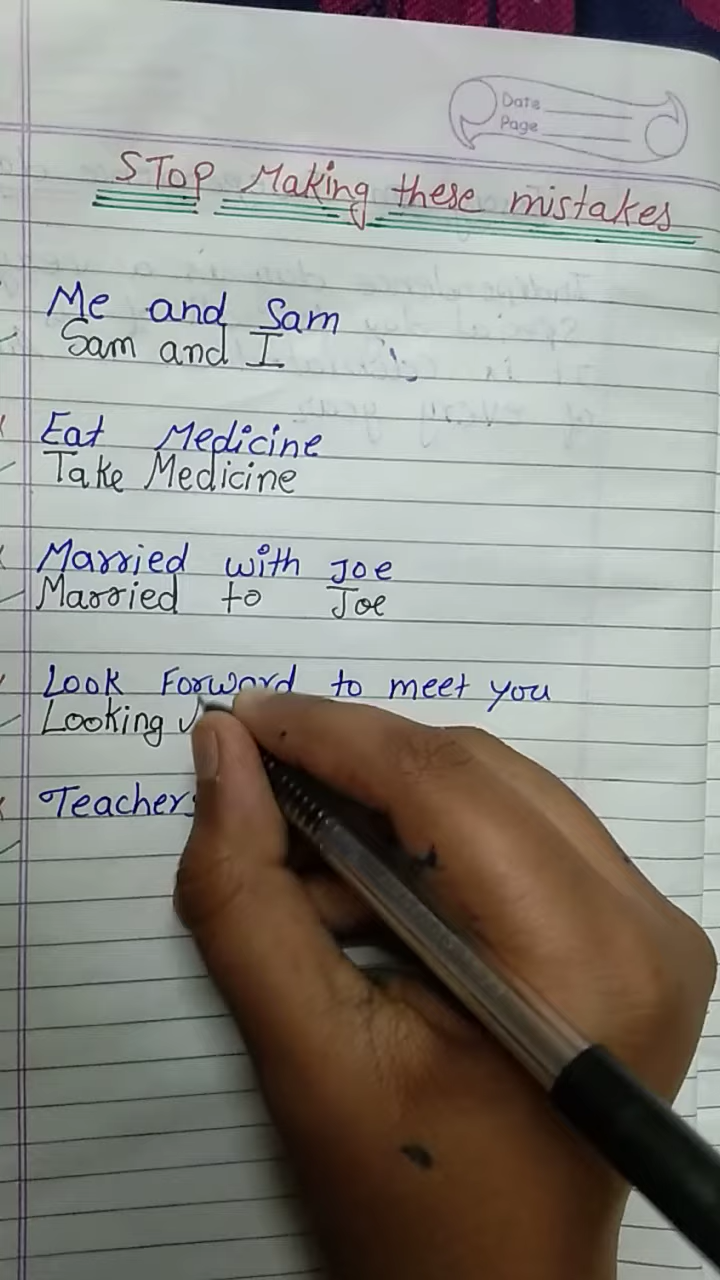 Date
Page
STOP Making these mistakes
Me and Sam
Sam and I
Eat Medicine
Take Medicine
Married with Joe
Married to Joe
Look Forward to meet you
Looking
Teachers